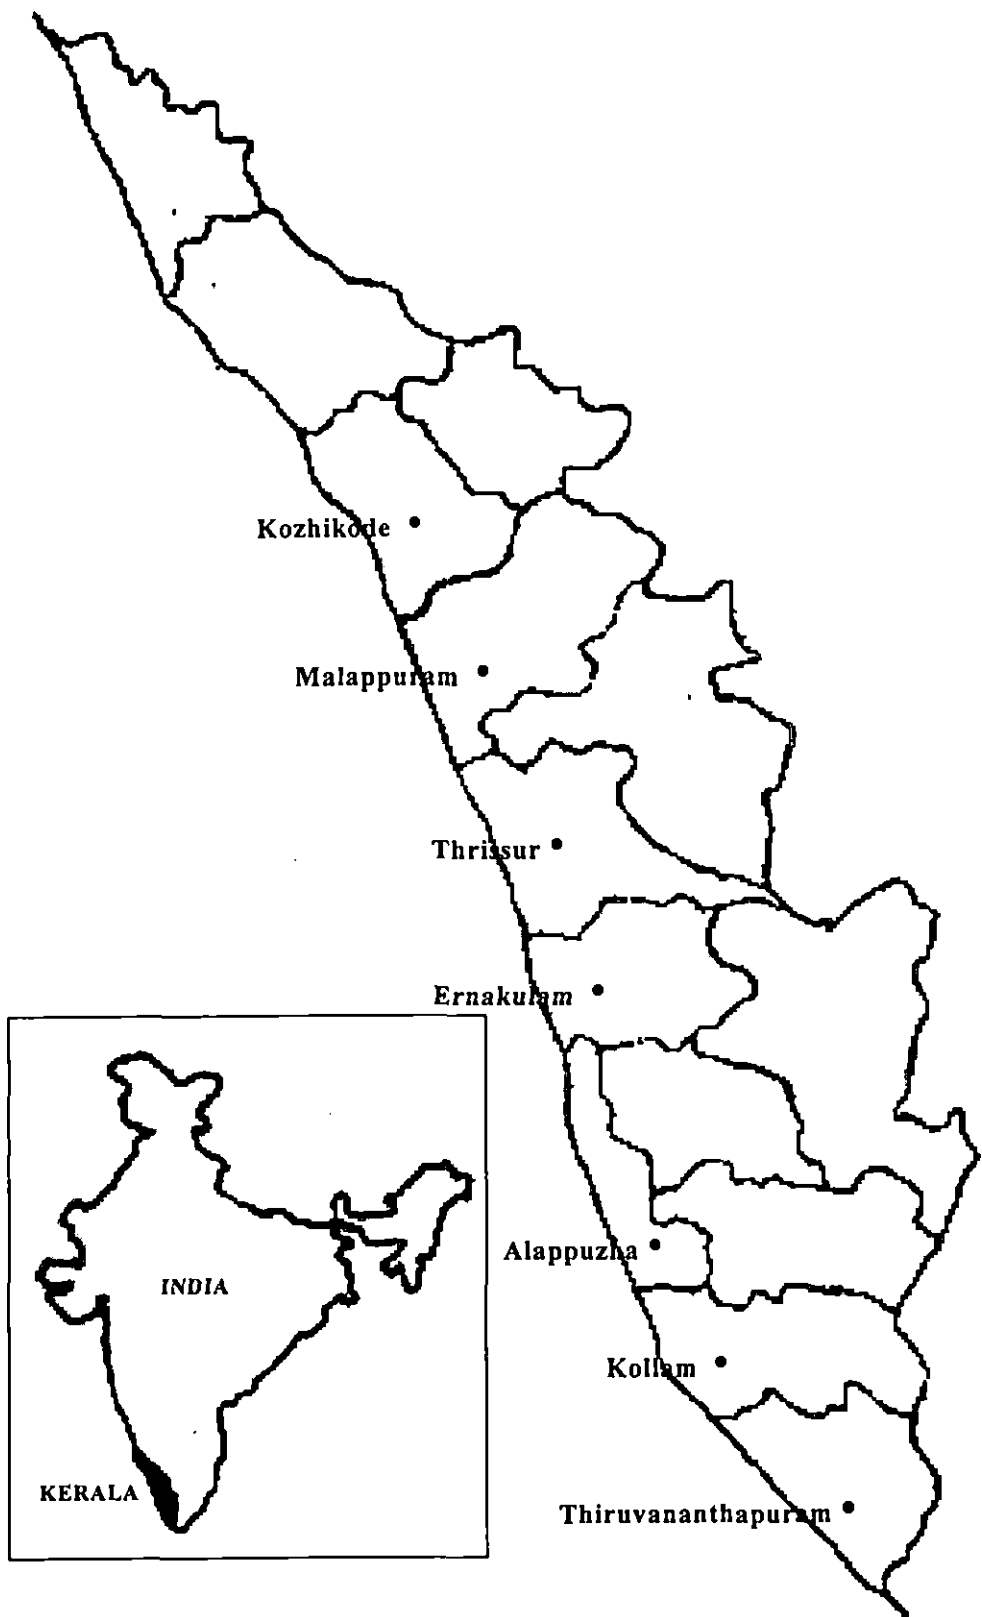 Kozhikode
Malappuram
Thrissur
Ernakulam
INDIA
Alappuzha
Kollam
KERALA
Thiruvananthapuram